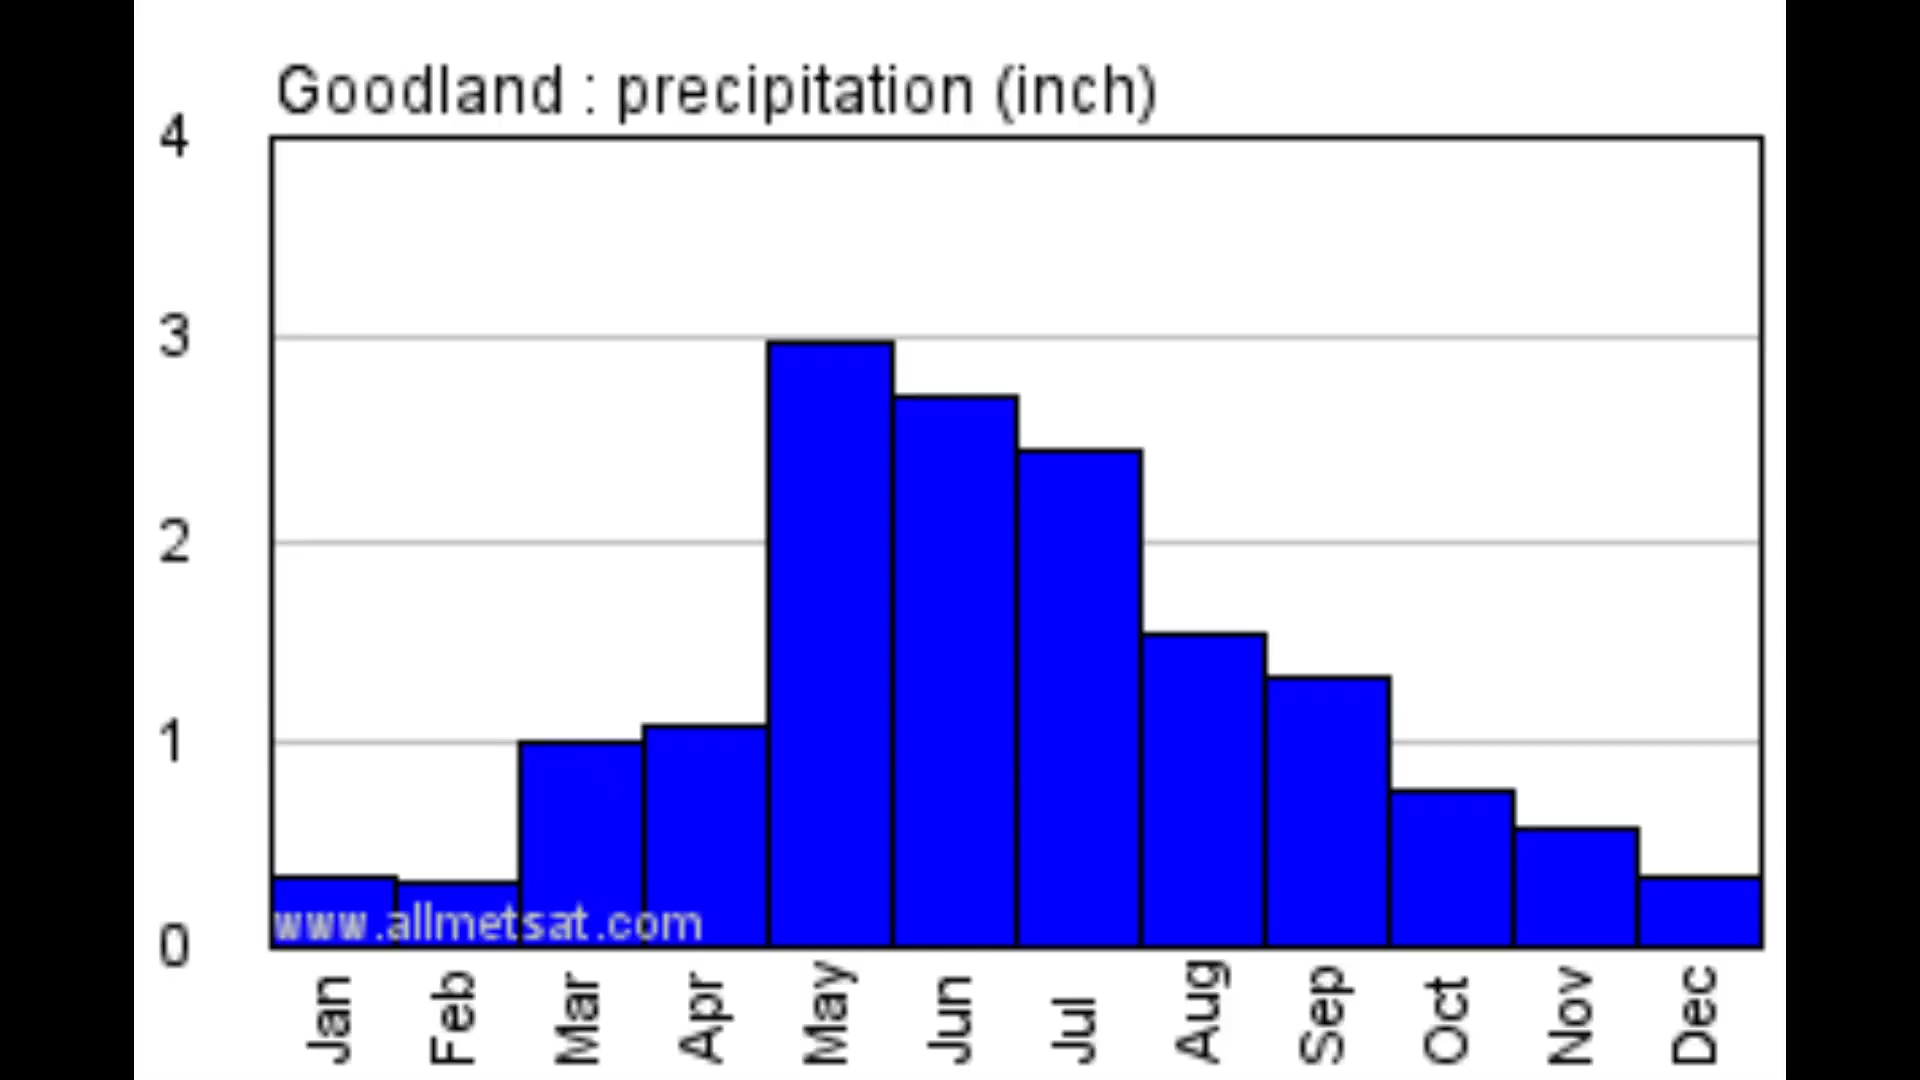 Goodland : precipitation (inch)
4
3
2
1
0
www.allmetsat.com
Jan Feb Mar Apr May Jun Jul Aug Sep Oct Nov Dec